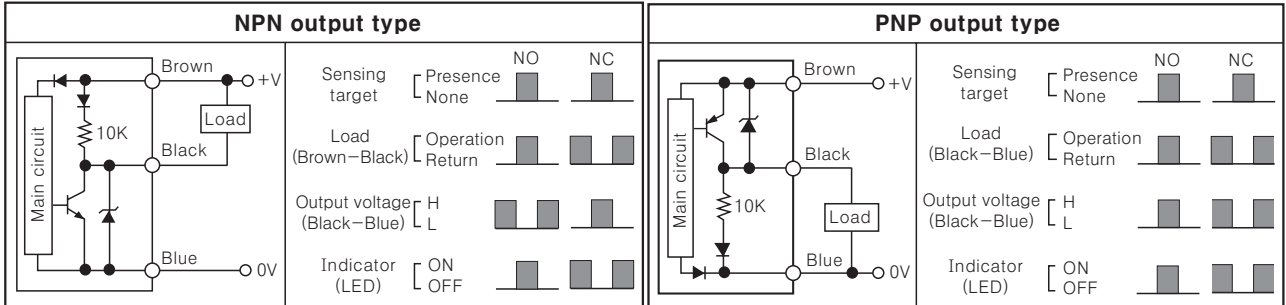 NPN output type
NO NC
Brown
+V
Load
10K
Black
Main circuit
Blue
0V
Sensing target
Presence
None
Load (Brown−Black)
Operation
Return
Output voltage (Black−Blue)
H
L
Indicator (LED)
ON
OFF
PNP output type
NO NC
Brown
+V
Black
Main circuit
10K
Load
Blue
0V
Sensing target
Presence
None
Load (Black−Blue)
Operation
Return
Output voltage (Black−Blue)
H
L
Indicator (LED)
ON
OFF